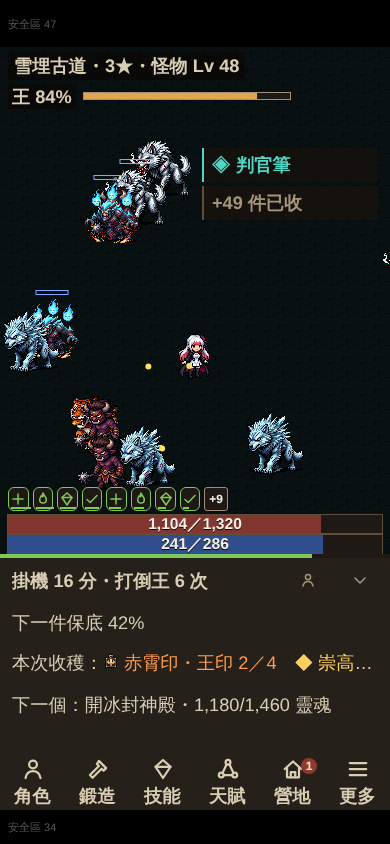 安全區 47
雪埋古道・3★・怪物 Lv 48
王 84%
◈ 判官筆
+49 件已收
+9
1,104／1,320
241／286
掛機 16 分・打倒王 6 次
下一件保底 42%
本次收穫： 赤霄印・王印 2／4 ◆ 崇高…
下一個：開冰封神殿・1,180/1,460 靈魂
1
角色 鍛造 技能 天賦 營地 更多
安全區 34